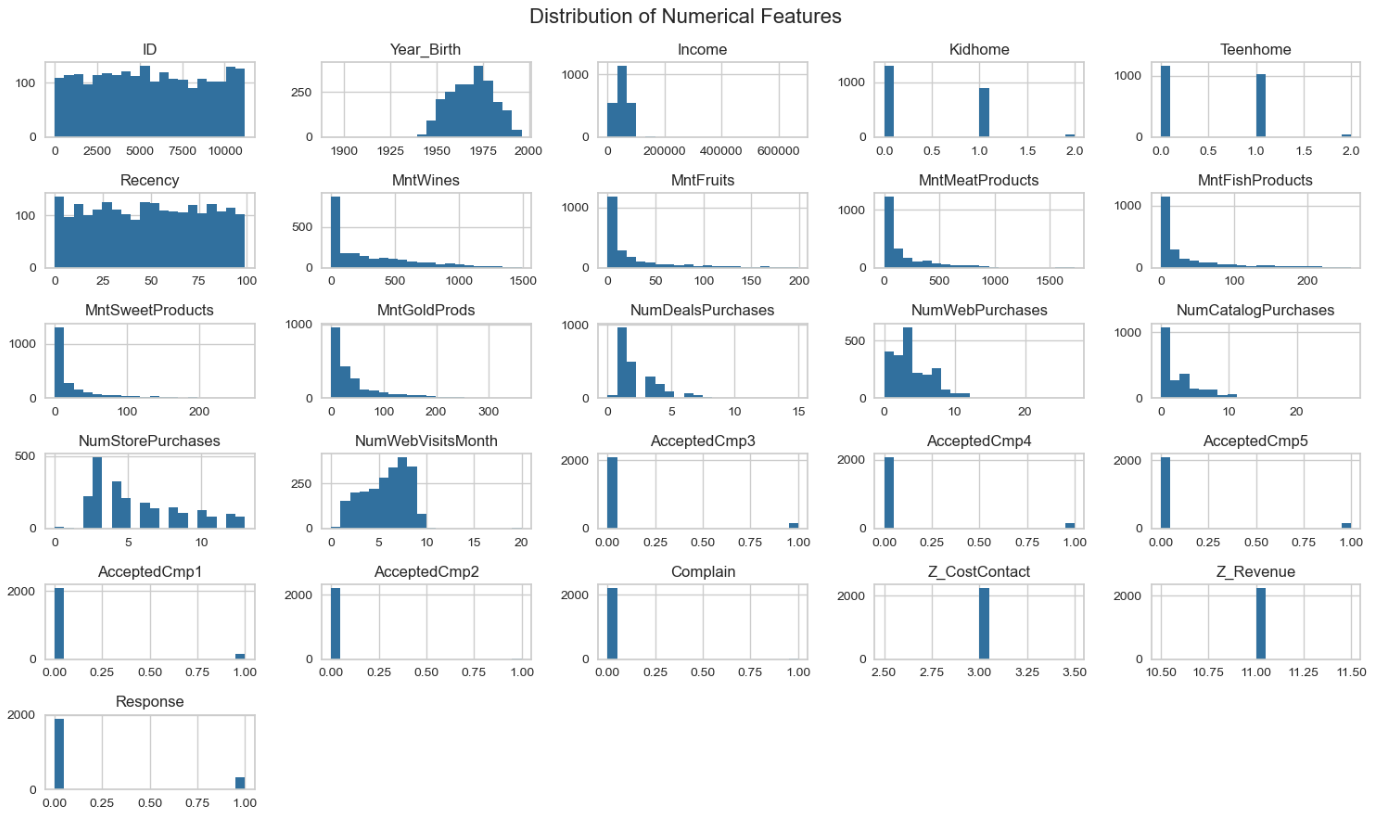 Distribution of Numerical Features
ID Year_Birth Income Kidhome Teenhome
100
0
0 2500 5000 7500 10000
250
0
1900 1925 1950 1975 2000
1000
0
0 200000 400000 600000
1000
0
0.0 0.5 1.0 1.5 2.0
1000
0
0.0 0.5 1.0 1.5 2.0
Recency MntWines MntFruits MntMeatProducts MntFishProducts
100
0
0 25 50 75 100
500
0
0 500 1000 1500
1000
0
0 50 100 150 200
1000
0
0 500 1000 1500
1000
0
0 100 200
MntSweetProducts MntGoldProds NumDealsPurchases NumWebPurchases NumCatalogPurchases
1000
0
0 100 200
1000
0
0 100 200 300
1000
0
0 5 10 15
500
0
0 10 20
1000
0
0 10 20
NumStorePurchases NumWebVisitsMonth AcceptedCmp3 AcceptedCmp4 AcceptedCmp5
500
0
0 5 10
250
0
0 5 10 15 20
2000
0
0.00 0.25 0.50 0.75 1.00
2000
0
0.00 0.25 0.50 0.75 1.00
2000
0
0.00 0.25 0.50 0.75 1.00
AcceptedCmp1 AcceptedCmp2 Complain Z_CostContact Z_Revenue
2000
0
0.00 0.25 0.50 0.75 1.00
2000
0
0.00 0.25 0.50 0.75 1.00
2000
0
0.00 0.25 0.50 0.75 1.00
2000
0
2.50 2.75 3.00 3.25 3.50
2000
0
10.50 10.75 11.00 11.25 11.50
Response
2000
0
0.00 0.25 0.50 0.75 1.00